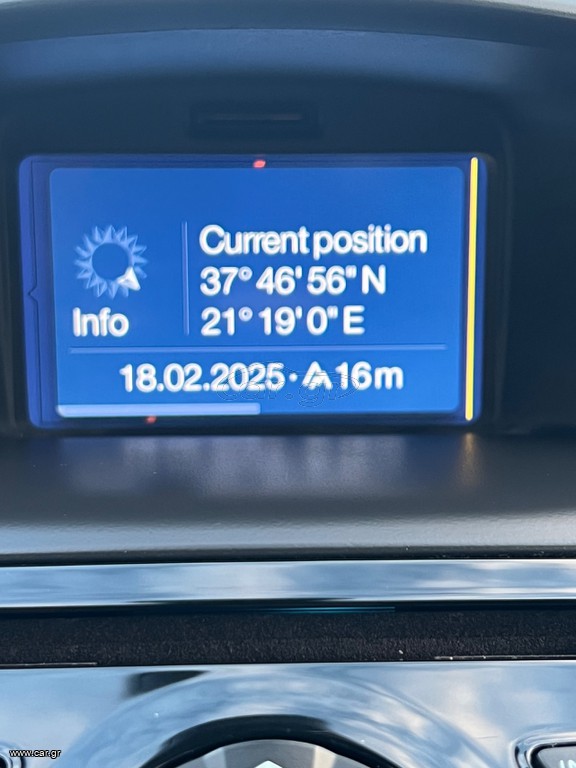 Current position
37° 46' 56" N
Info
21° 19' 0" E
18.02.2025 · 16m
www.car.gr